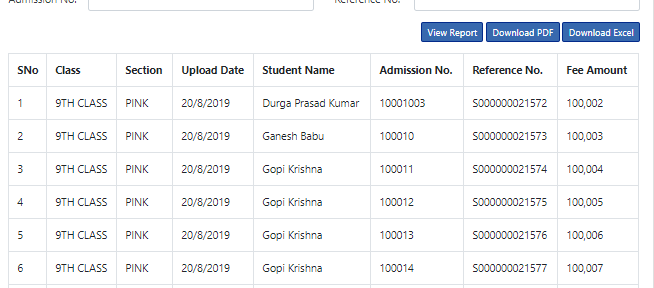 Admission No. Reference No.
View Report Download PDF Download Excel
SNo Class Section Upload Date Student Name Admission No. Reference No. Fee Amount
1 9TH CLASS PINK 20/8/2019 Durga Prasad Kumar 10001003 S000000021572 100,002
2 9TH CLASS PINK 20/8/2019 Ganesh Babu 100010 S000000021573 100,003
3 9TH CLASS PINK 20/8/2019 Gopi Krishna 100011 S000000021574 100,004
4 9TH CLASS PINK 20/8/2019 Gopi Krishna 100012 S000000021575 100,005
5 9TH CLASS PINK 20/8/2019 Gopi Krishna 100013 S000000021576 100,006
6 9TH CLASS PINK 20/8/2019 Gopi Krishna 100014 S000000021577 100,007